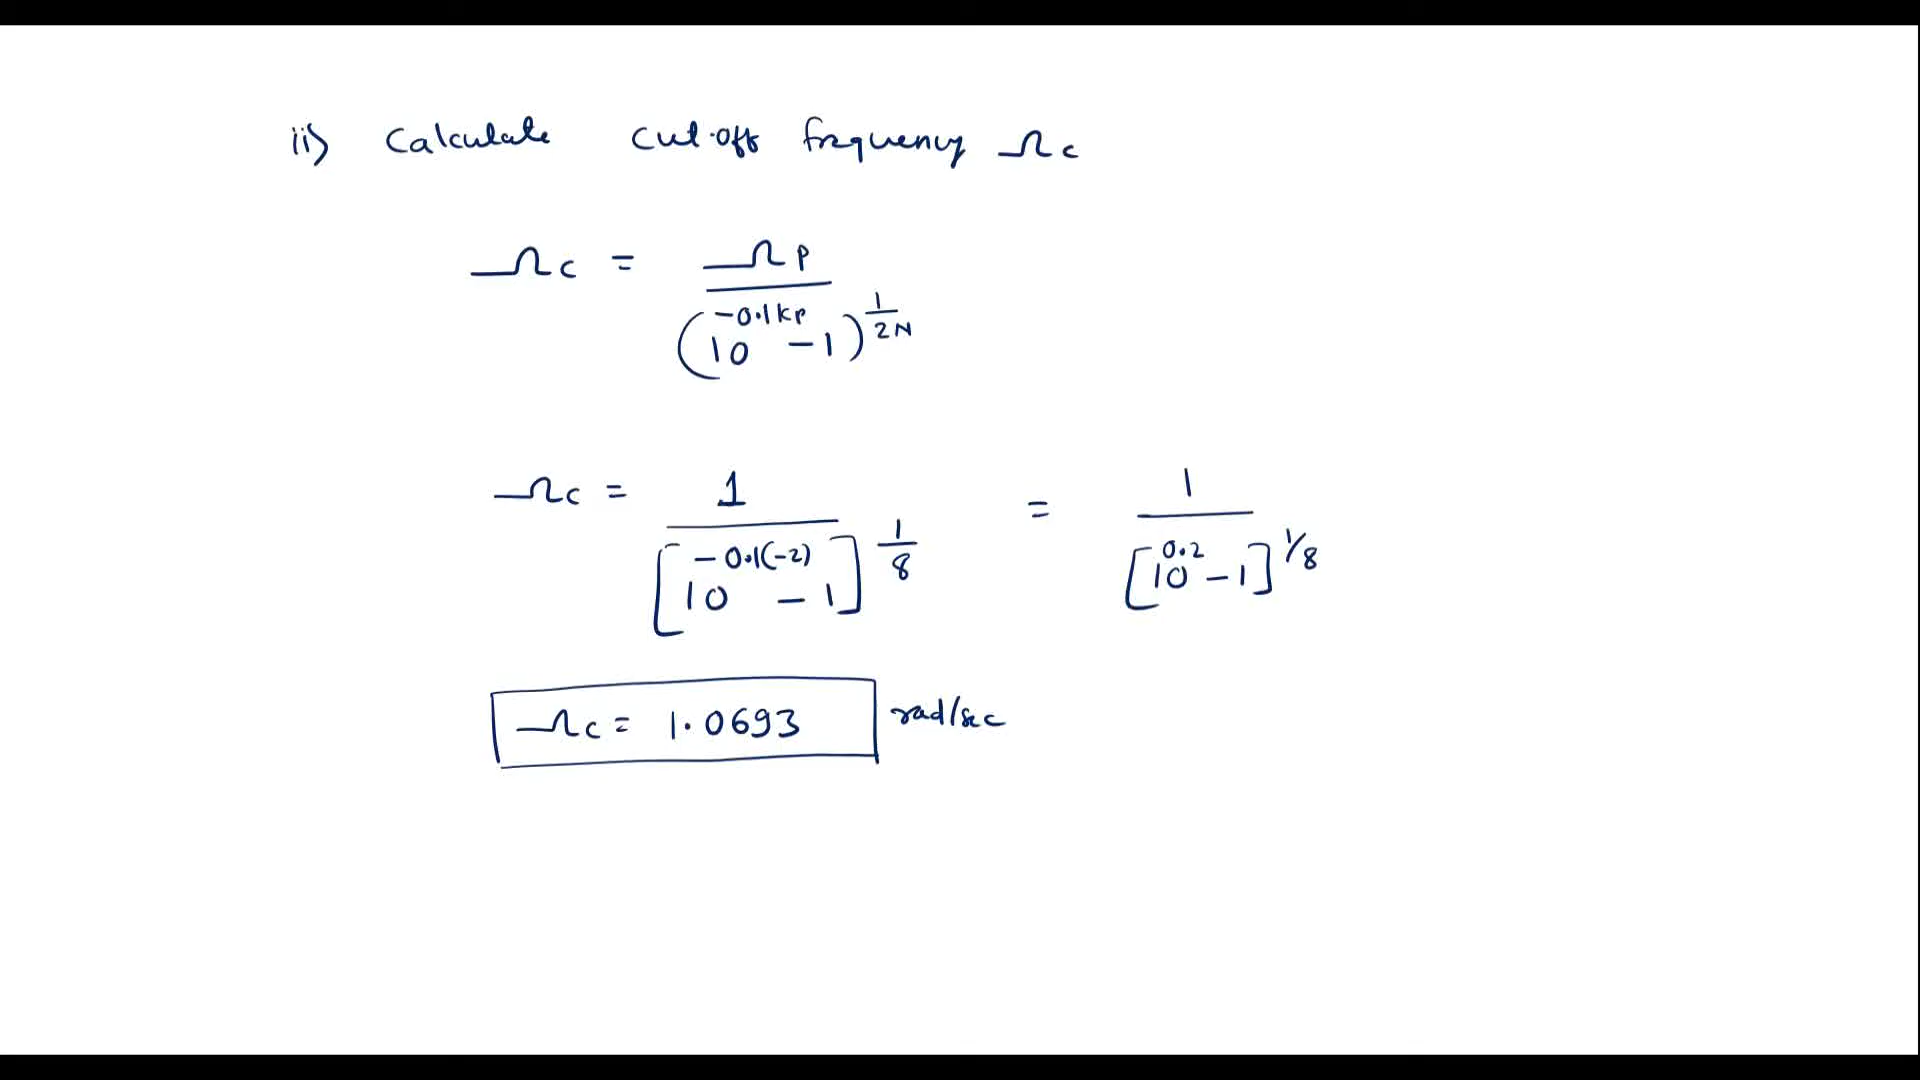 ii) Calculate cut-off frequency Ωc
Ωc = Ωp / (10^(-0.1Kp) - 1)^(1/2N)
Ωc = 1 / [10^(-0.1(-2)) - 1]^(1/8) = 1 / [10^(0.2) - 1]^(1/8)
Ωc = 1.0693 rad/sec